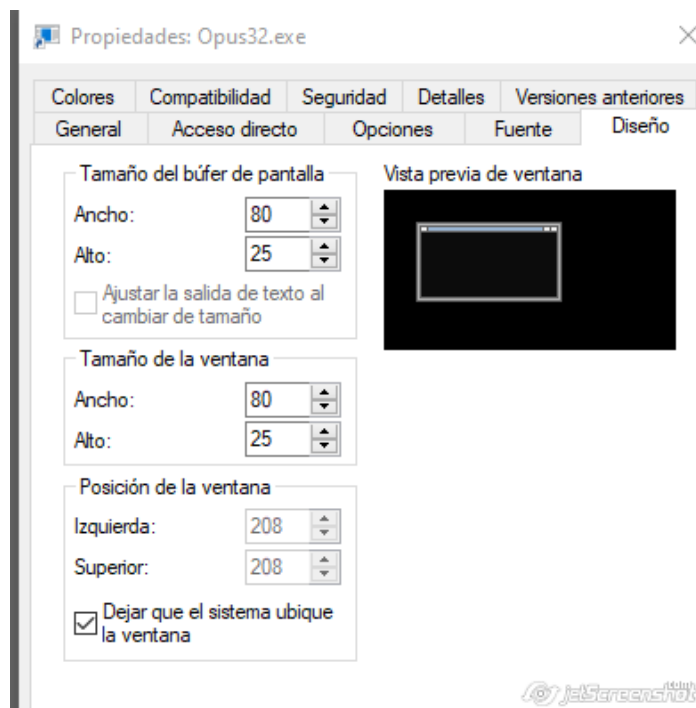 Propiedades: Opus32.exe
Colores Compatibilidad Seguridad Detalles Versiones anteriores
General Acceso directo Opciones Fuente Diseño
Tamaño del búfer de pantalla
Ancho: 80
Alto: 25
Ajustar la salida de texto al
cambiar de tamaño
Tamaño de la ventana
Ancho: 80
Alto: 25
Posición de la ventana
Izquierda: 208
Superior: 208
Dejar que el sistema ubique
la ventana
Vista previa de ventana
jetScreenshot
.com